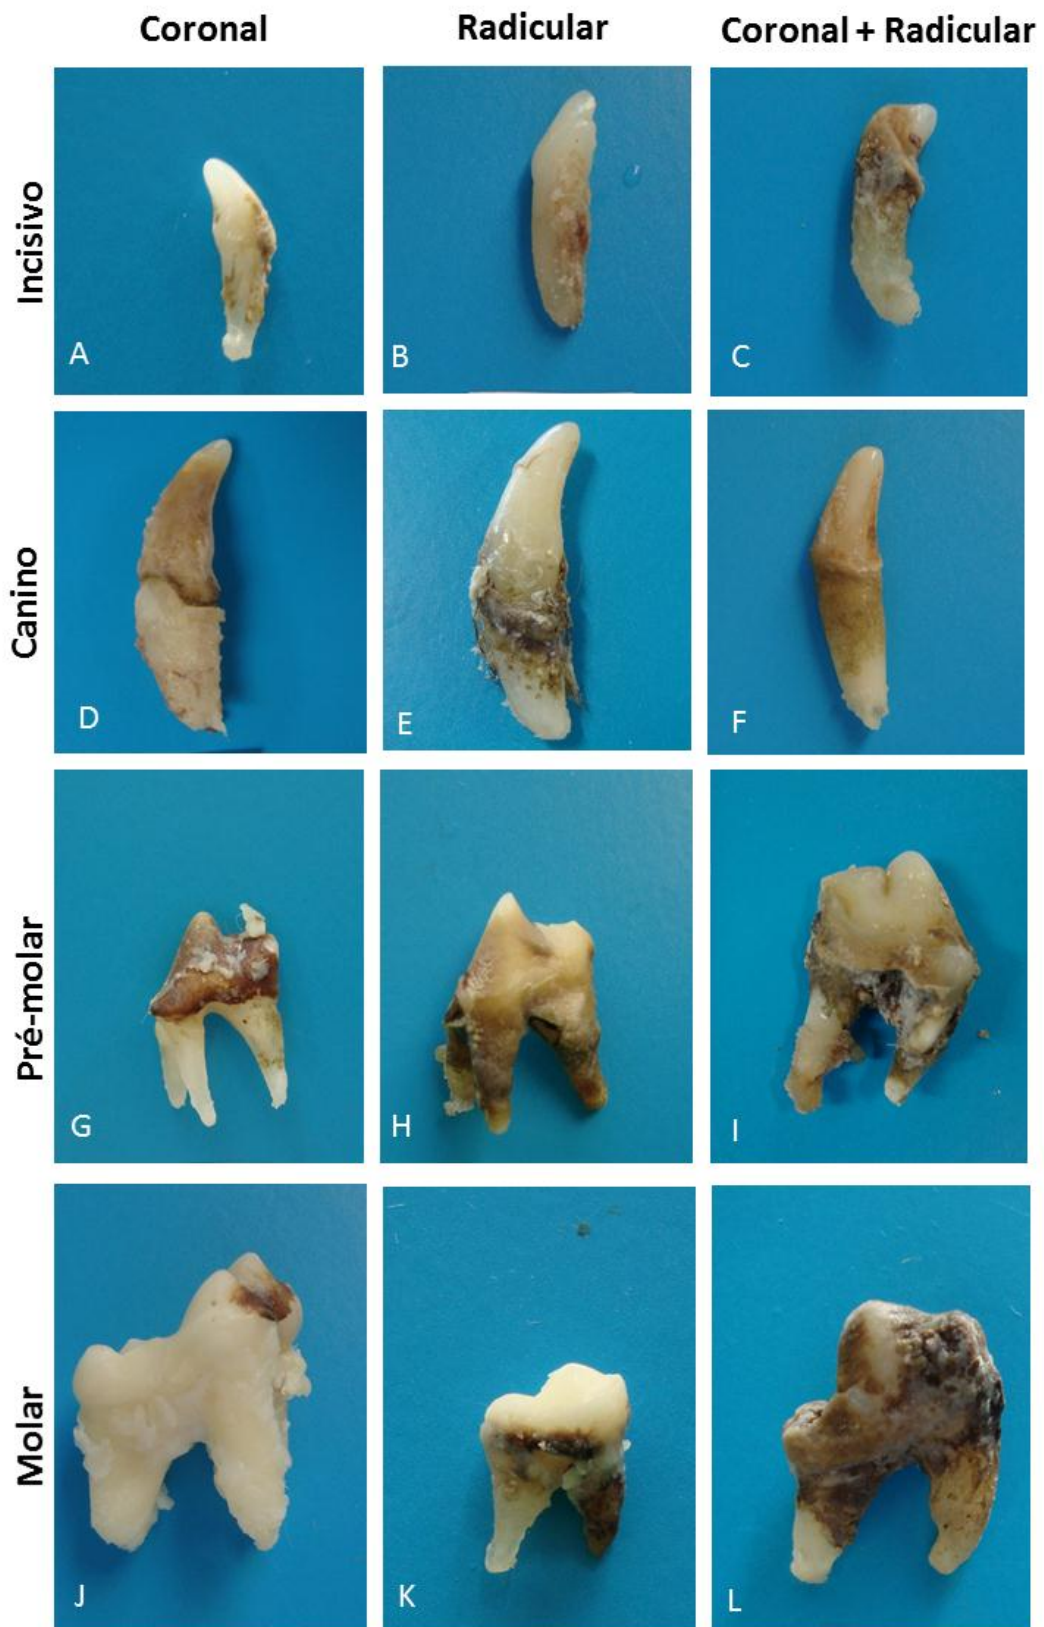 Coronal Radicular Coronal + Radicular
Incisivo
A B C
Canino
D E F
Pré-molar
G H I
Molar
J K L